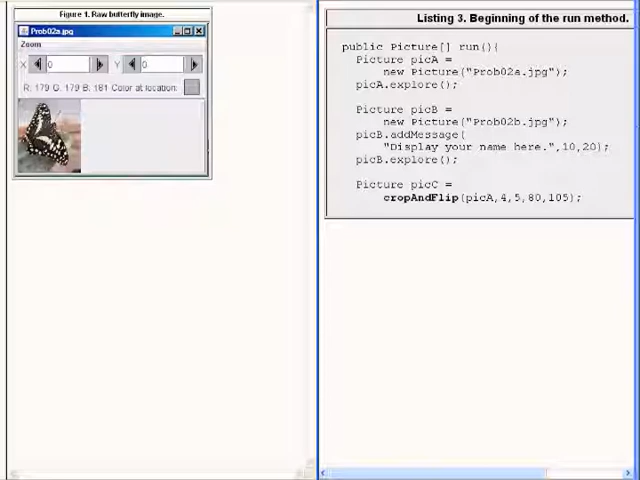 Figure 1. Raw butterfly image.
Prob02a.jpg
Zoom
X 0 Y 0
R: 179 G: 179 B: 181 Color at location:
Listing 3. Beginning of the run method.
public Picture[] run(){
Picture picA =
new Picture("Prob02a.jpg");
picA.explore();
Picture picB =
new Picture("Prob02b.jpg");
picB.addMessage(
"Display your name here.",10,20);
picB.explore();
Picture picC =
cropAndFlip(picA,4,5,80,105);